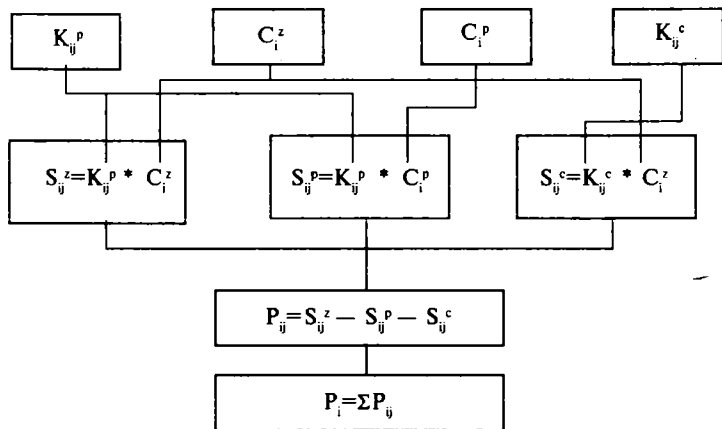 K_ij^p C_i^z C_i^p K_ij^c
S_ij^z=K_ij^p * C_i^z S_ij^p=K_ij^p * C_i^p S_ij^c=K_ij^c * C_i^z
P_ij=S_ij^z — S_ij^p — S_ij^c
P_i=ΣP_ij